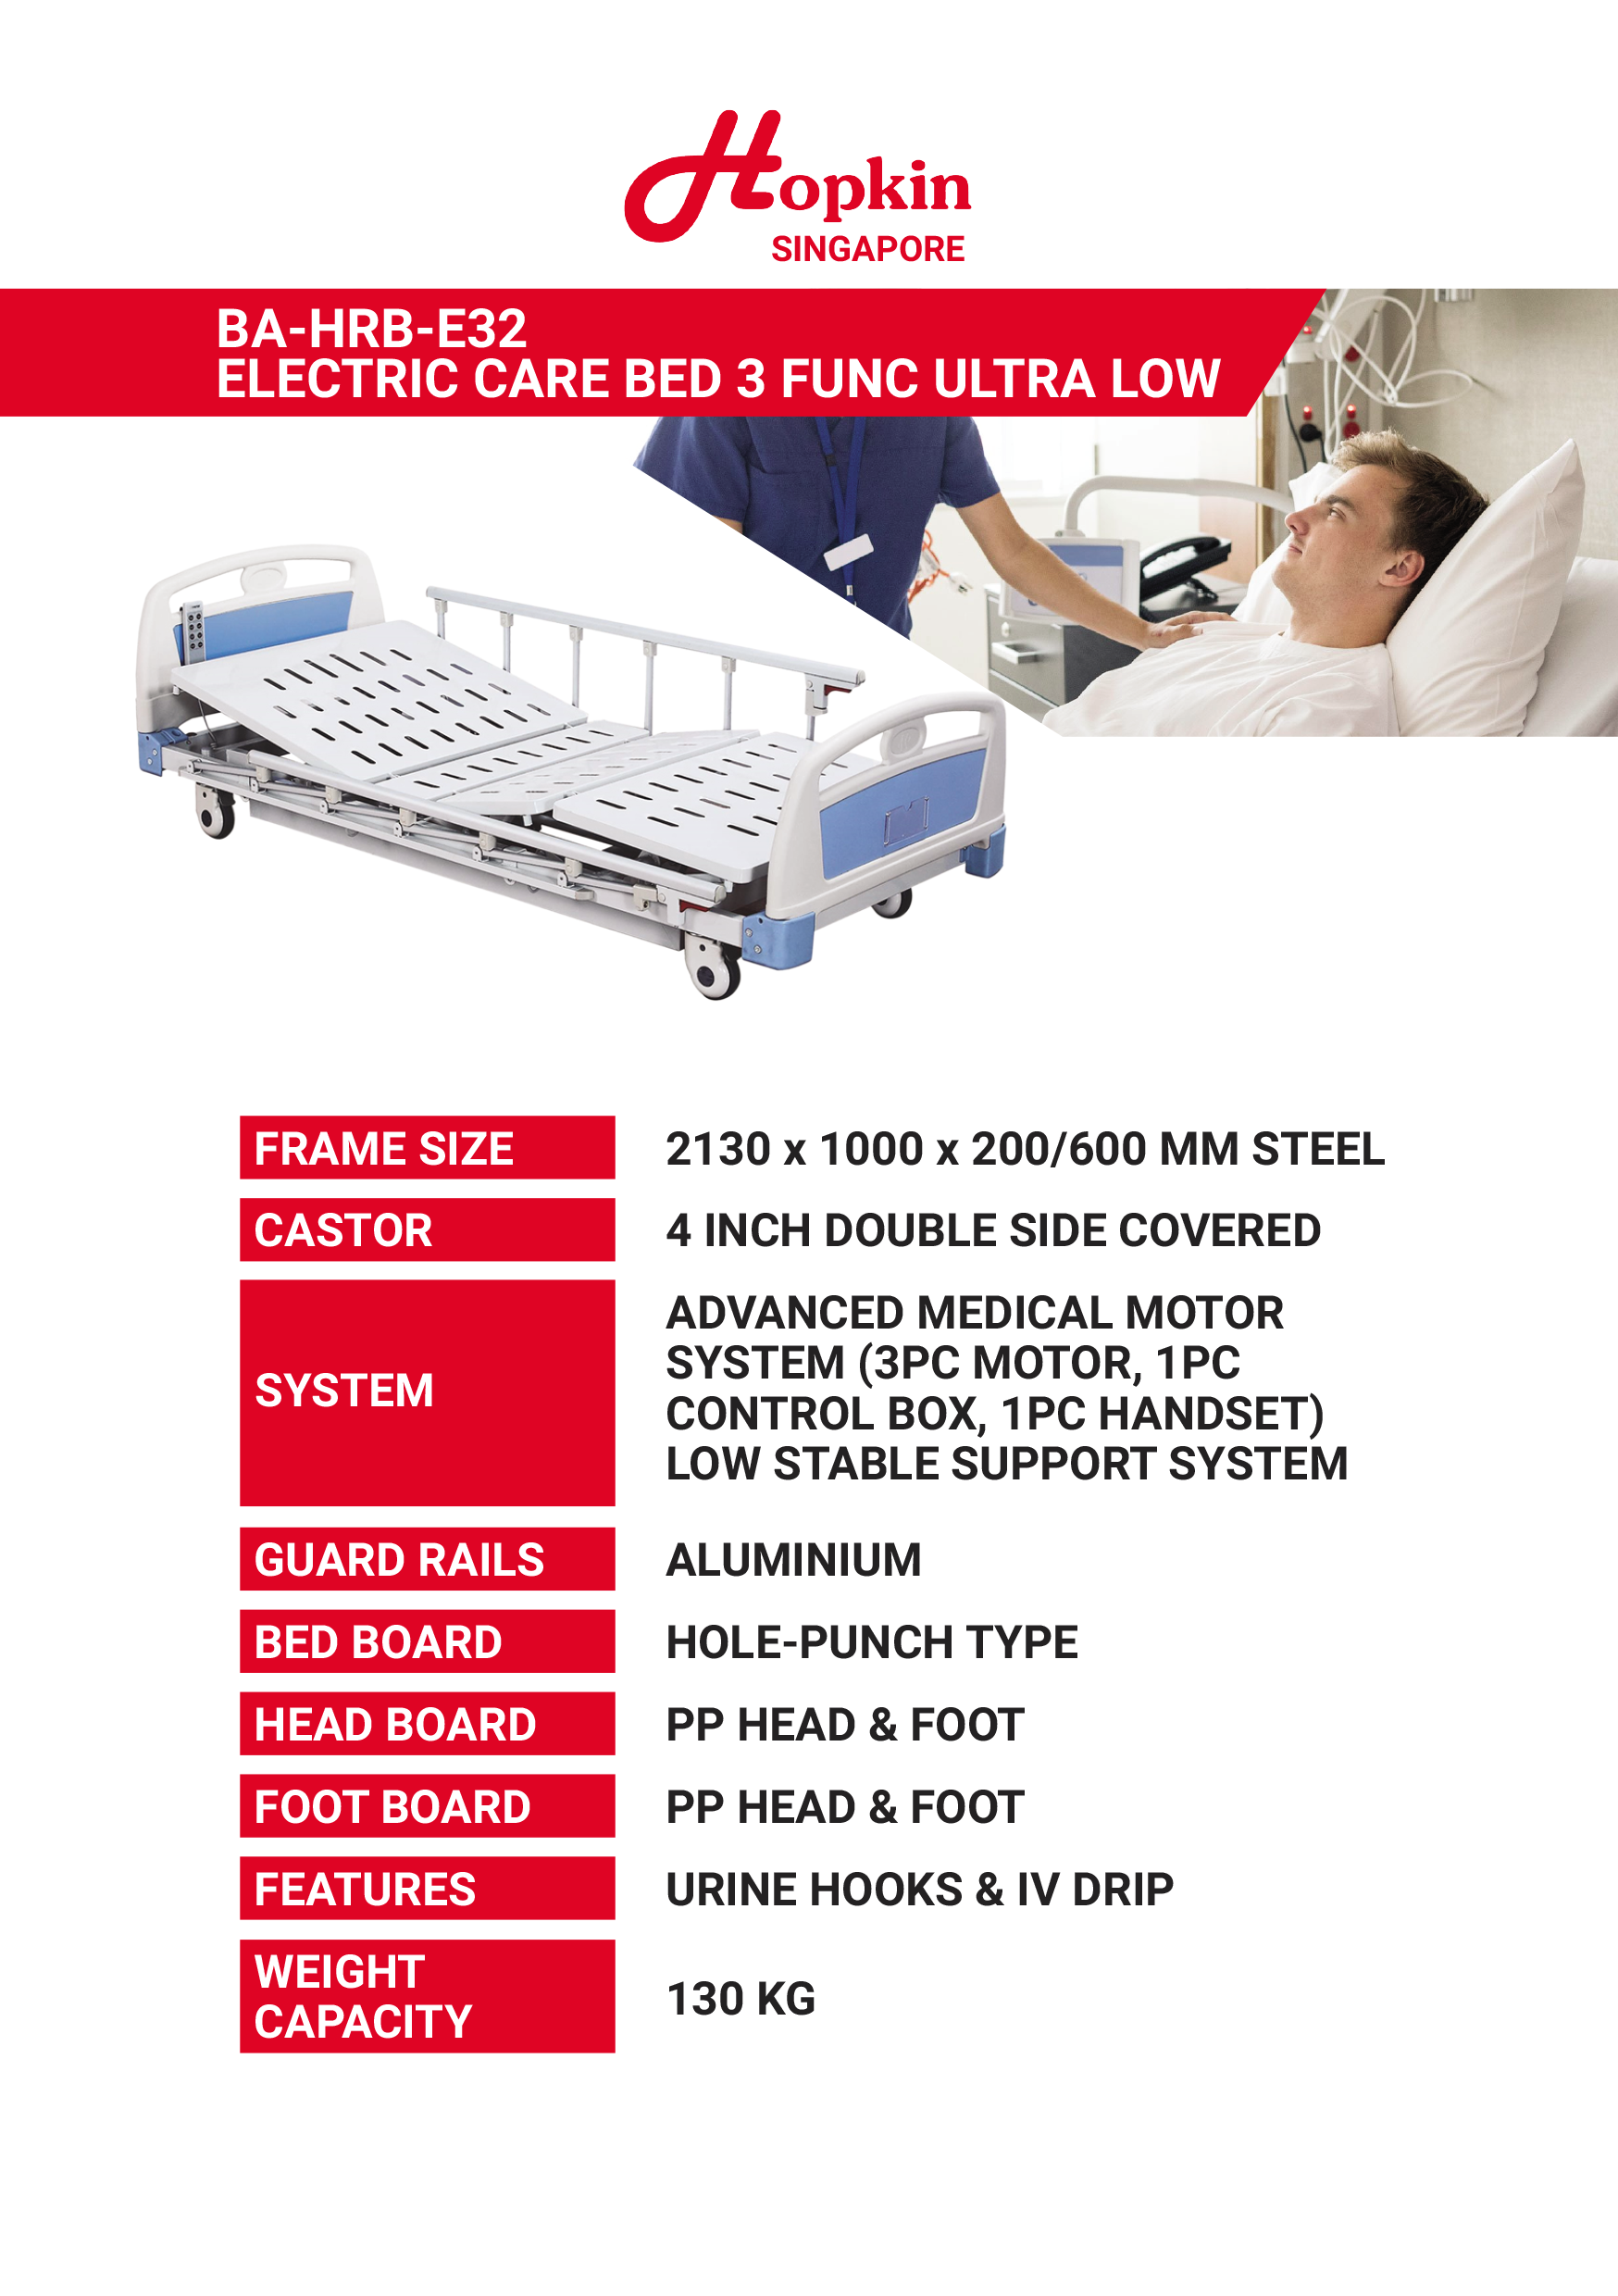 Hopkin
SINGAPORE
BA-HRB-E32
ELECTRIC CARE BED 3 FUNC ULTRA LOW
FRAME SIZE
2130 x 1000 x 200/600 MM STEEL
CASTOR
4 INCH DOUBLE SIDE COVERED
SYSTEM
ADVANCED MEDICAL MOTOR
SYSTEM (3PC MOTOR, 1PC
CONTROL BOX, 1PC HANDSET)
LOW STABLE SUPPORT SYSTEM
GUARD RAILS
ALUMINIUM
BED BOARD
HOLE-PUNCH TYPE
HEAD BOARD
PP HEAD & FOOT
FOOT BOARD
PP HEAD & FOOT
FEATURES
URINE HOOKS & IV DRIP
WEIGHT
CAPACITY
130 KG